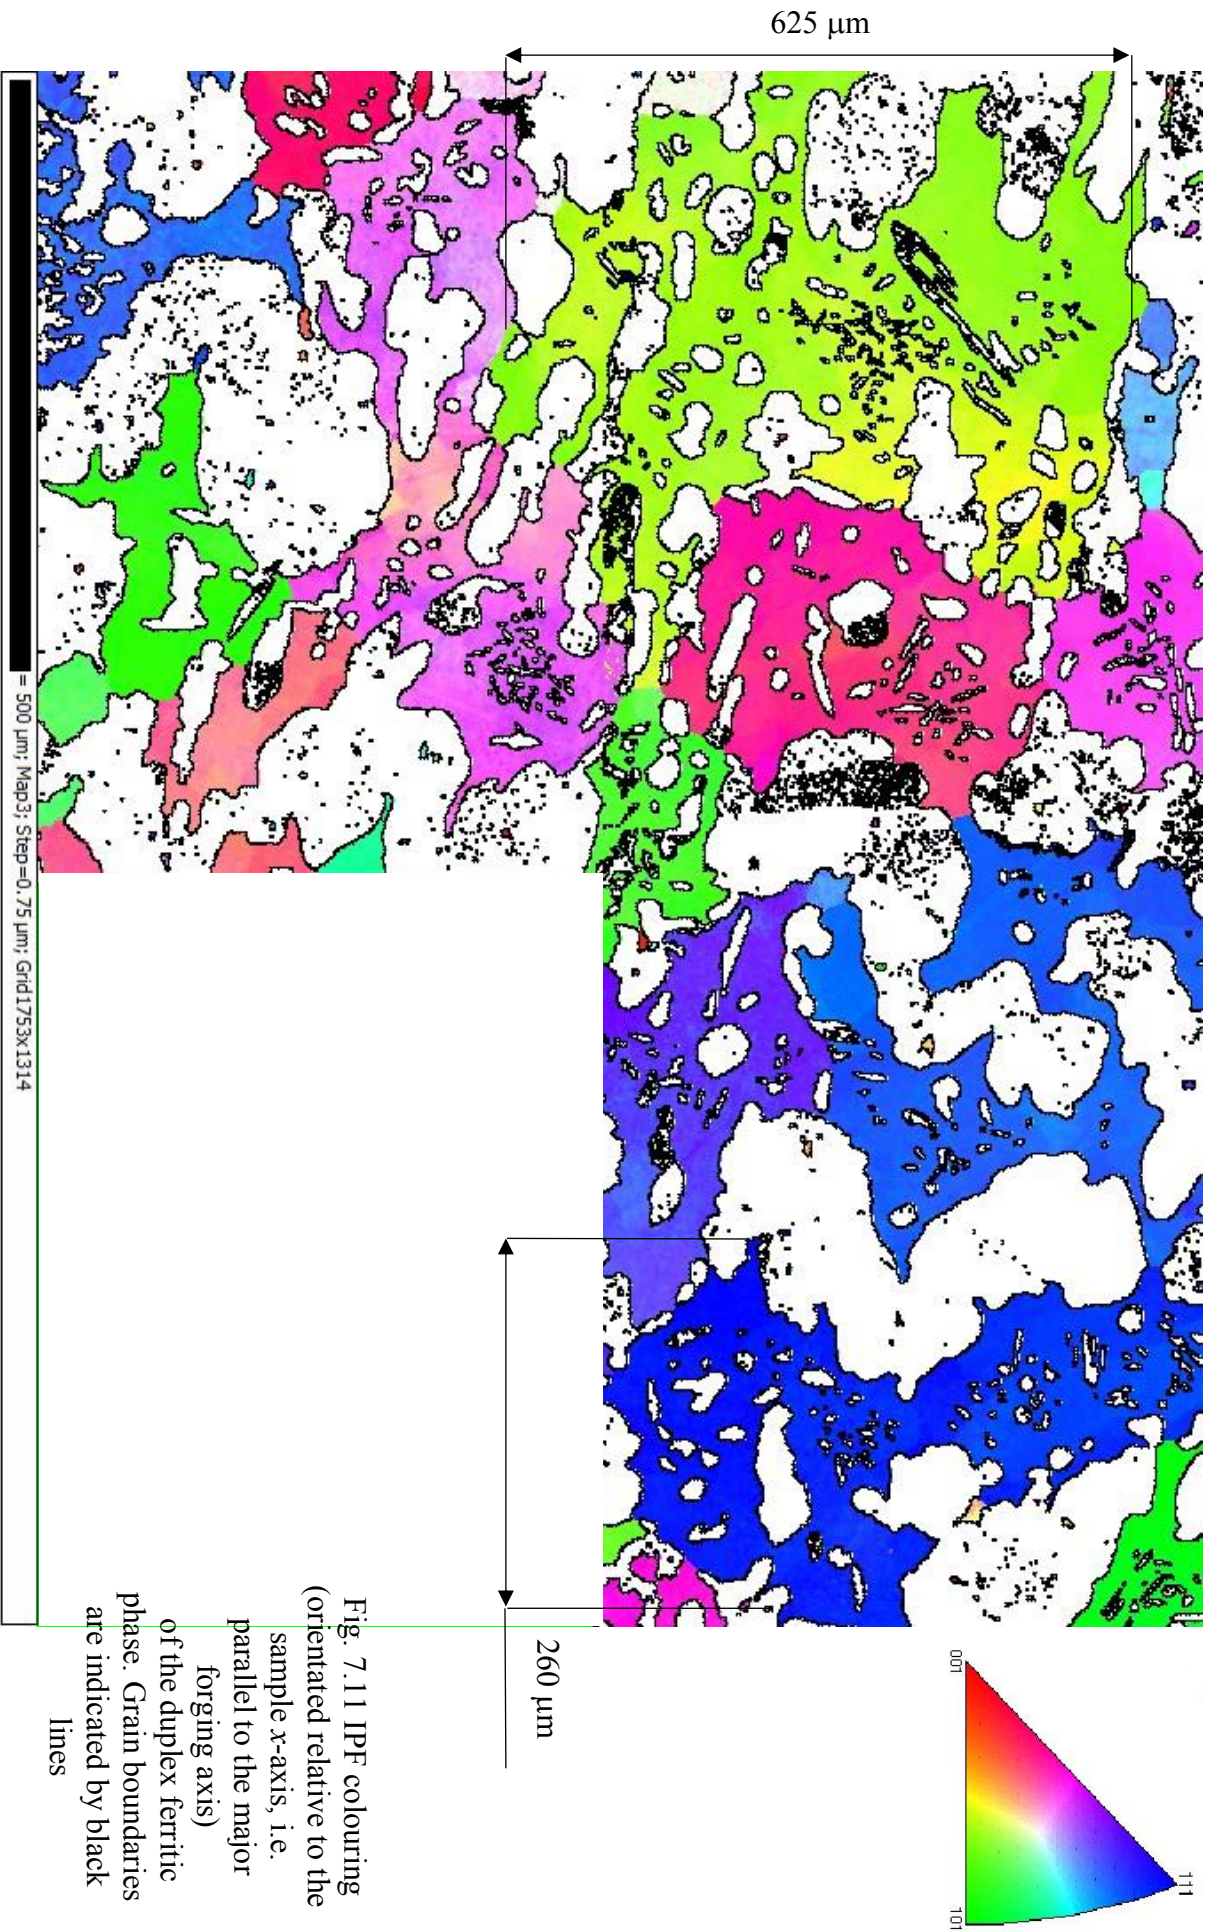 625 µm
= 500 µm; Map3; Step=0.75 µm; Grid1753x1314
260 µm
Fig. 7.11 IPF colouring
(orientated relative to the
sample x-axis, i.e.
parallel to the major
forging axis)
of the duplex ferritic
phase. Grain boundaries
are indicated by black
lines
001
111
101